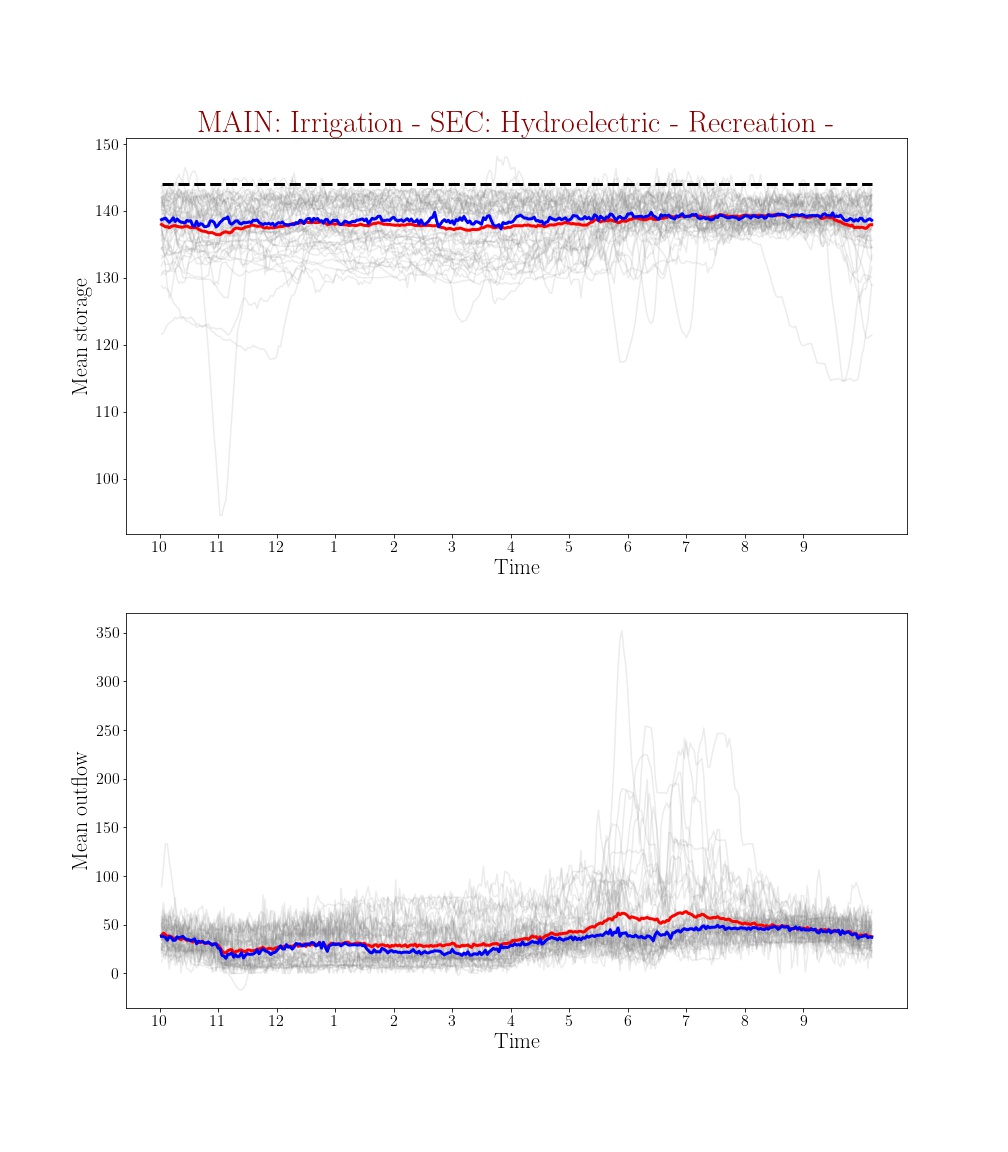 MAIN: Irrigation - SEC: Hydroelectric - Recreation -
150
140
130
120
110
100
Mean storage
10 11 12 1 2 3 4 5 6 7 8 9
Time
350
300
250
200
150
100
50
0
Mean outflow
10 11 12 1 2 3 4 5 6 7 8 9
Time